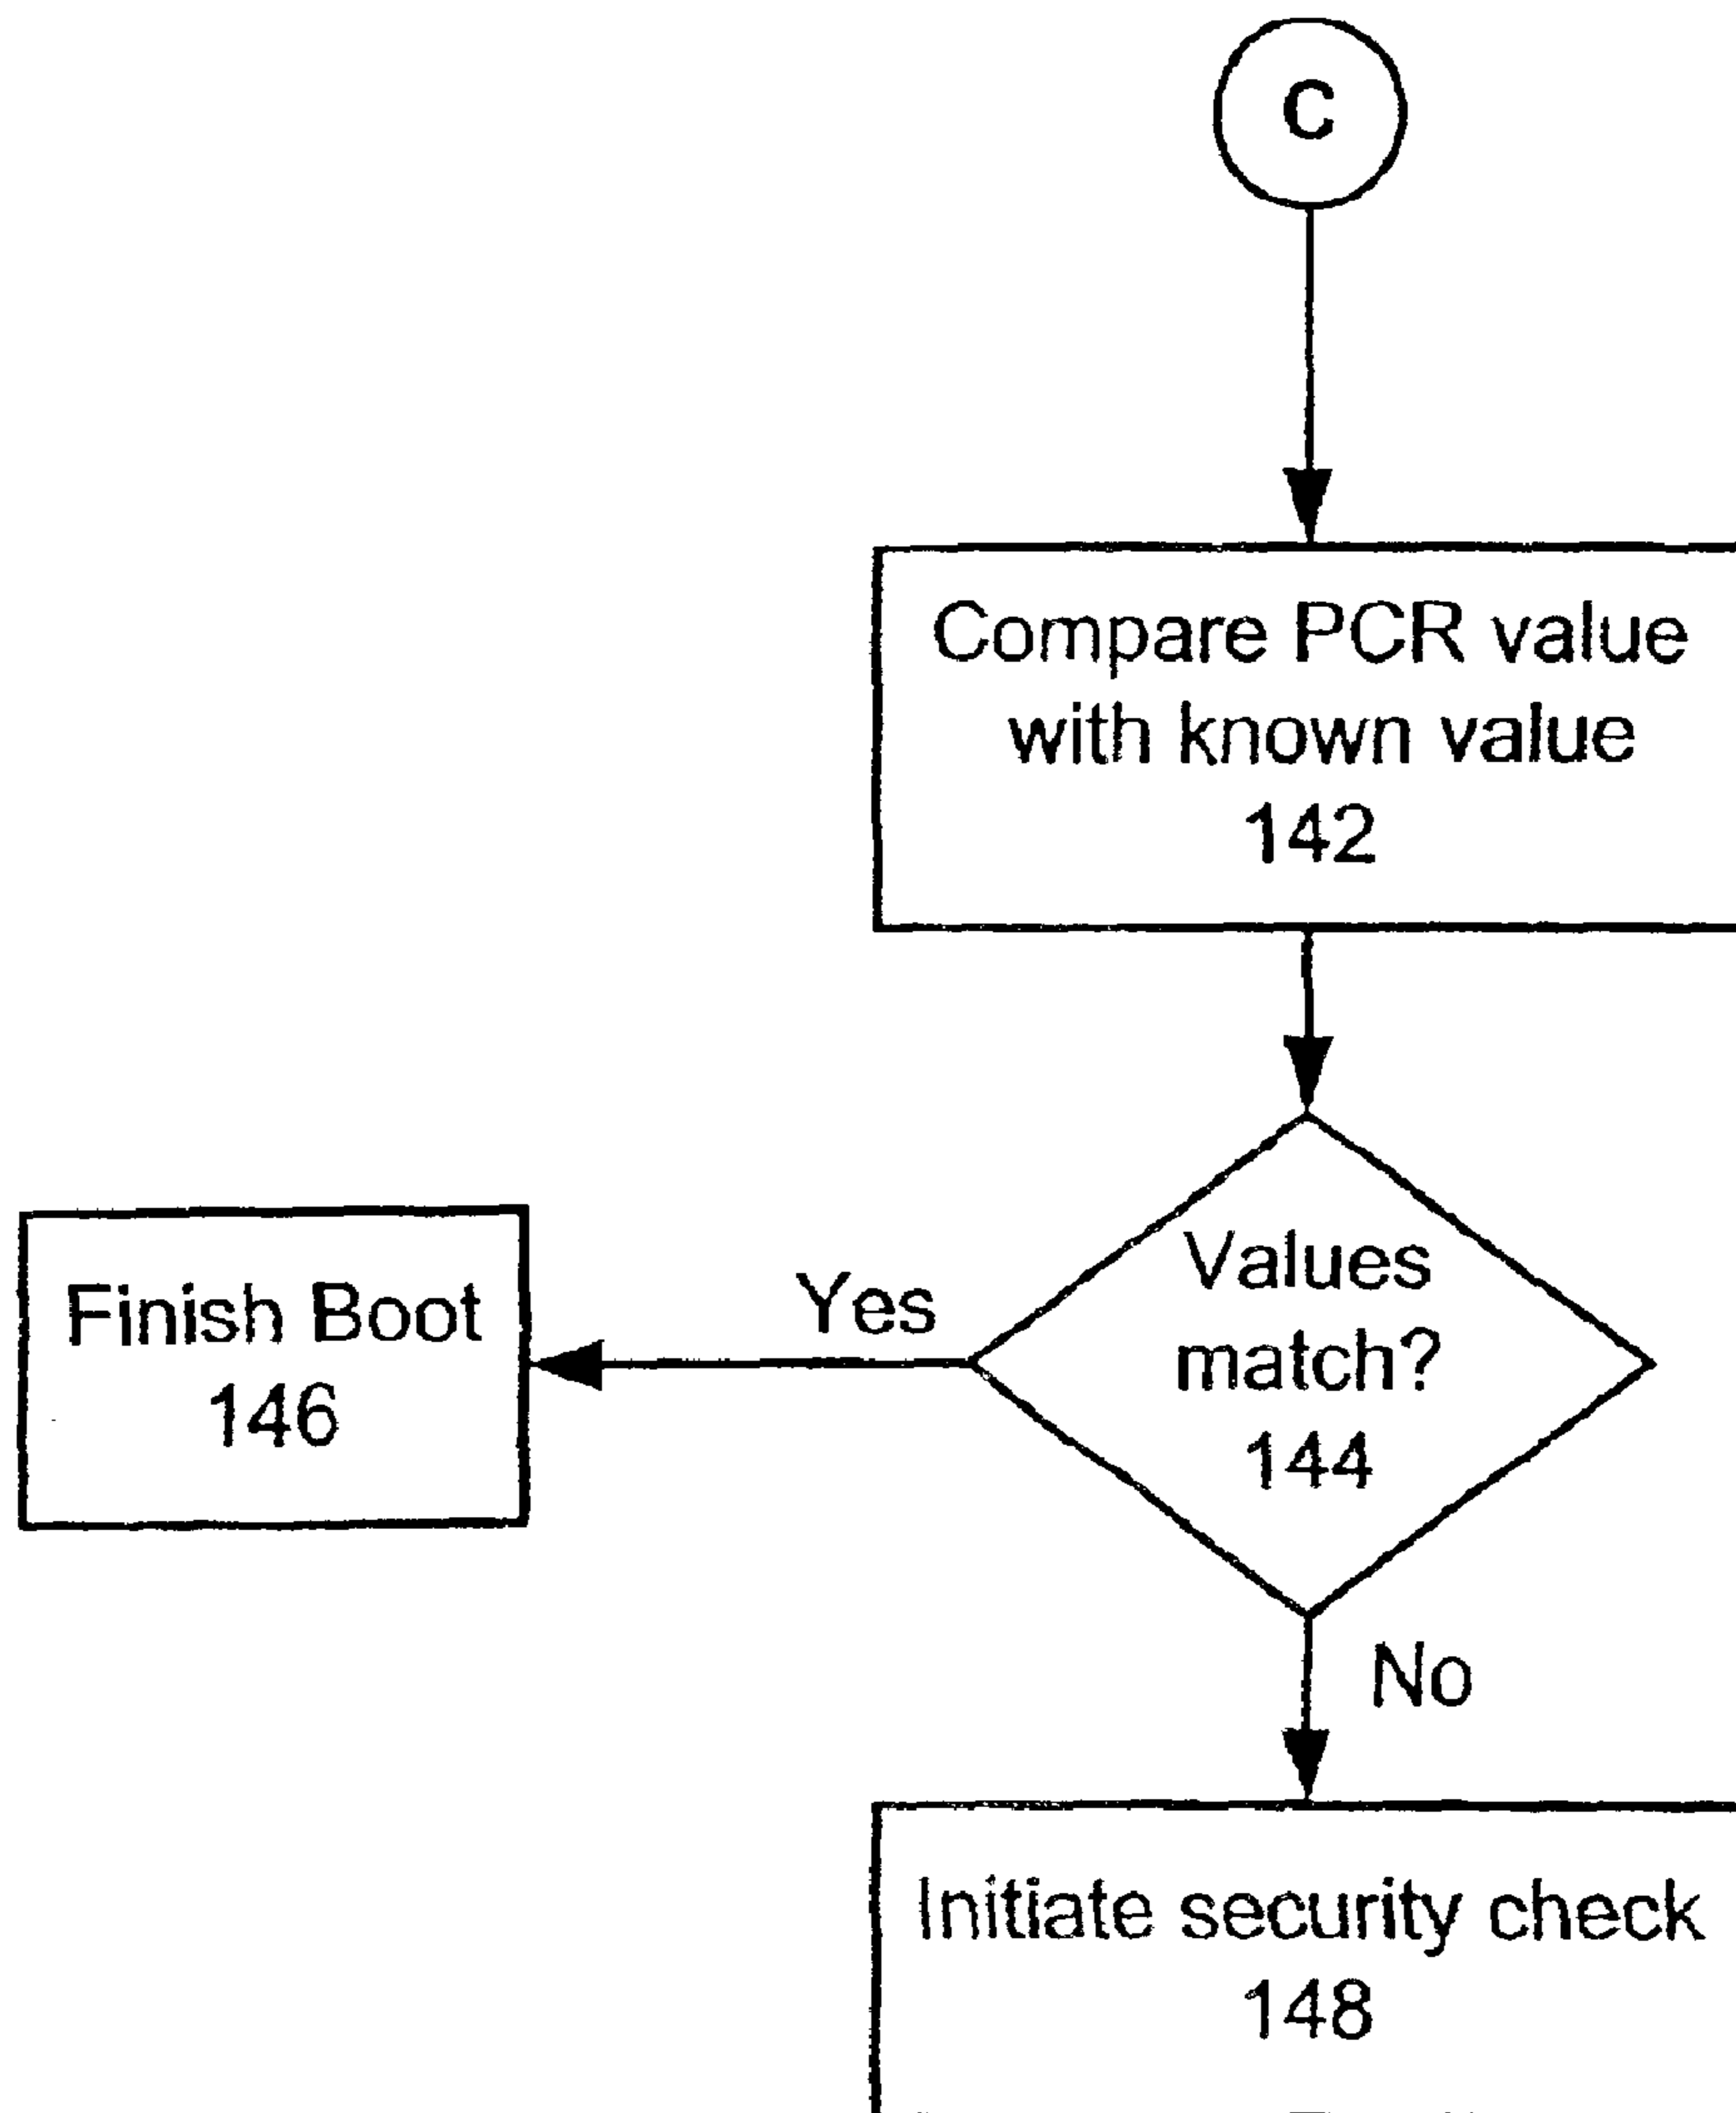 C
Compare PCR value
with known value
142
Values
match?
144
Yes
Finish Boot
146
No
Initiate security check
148